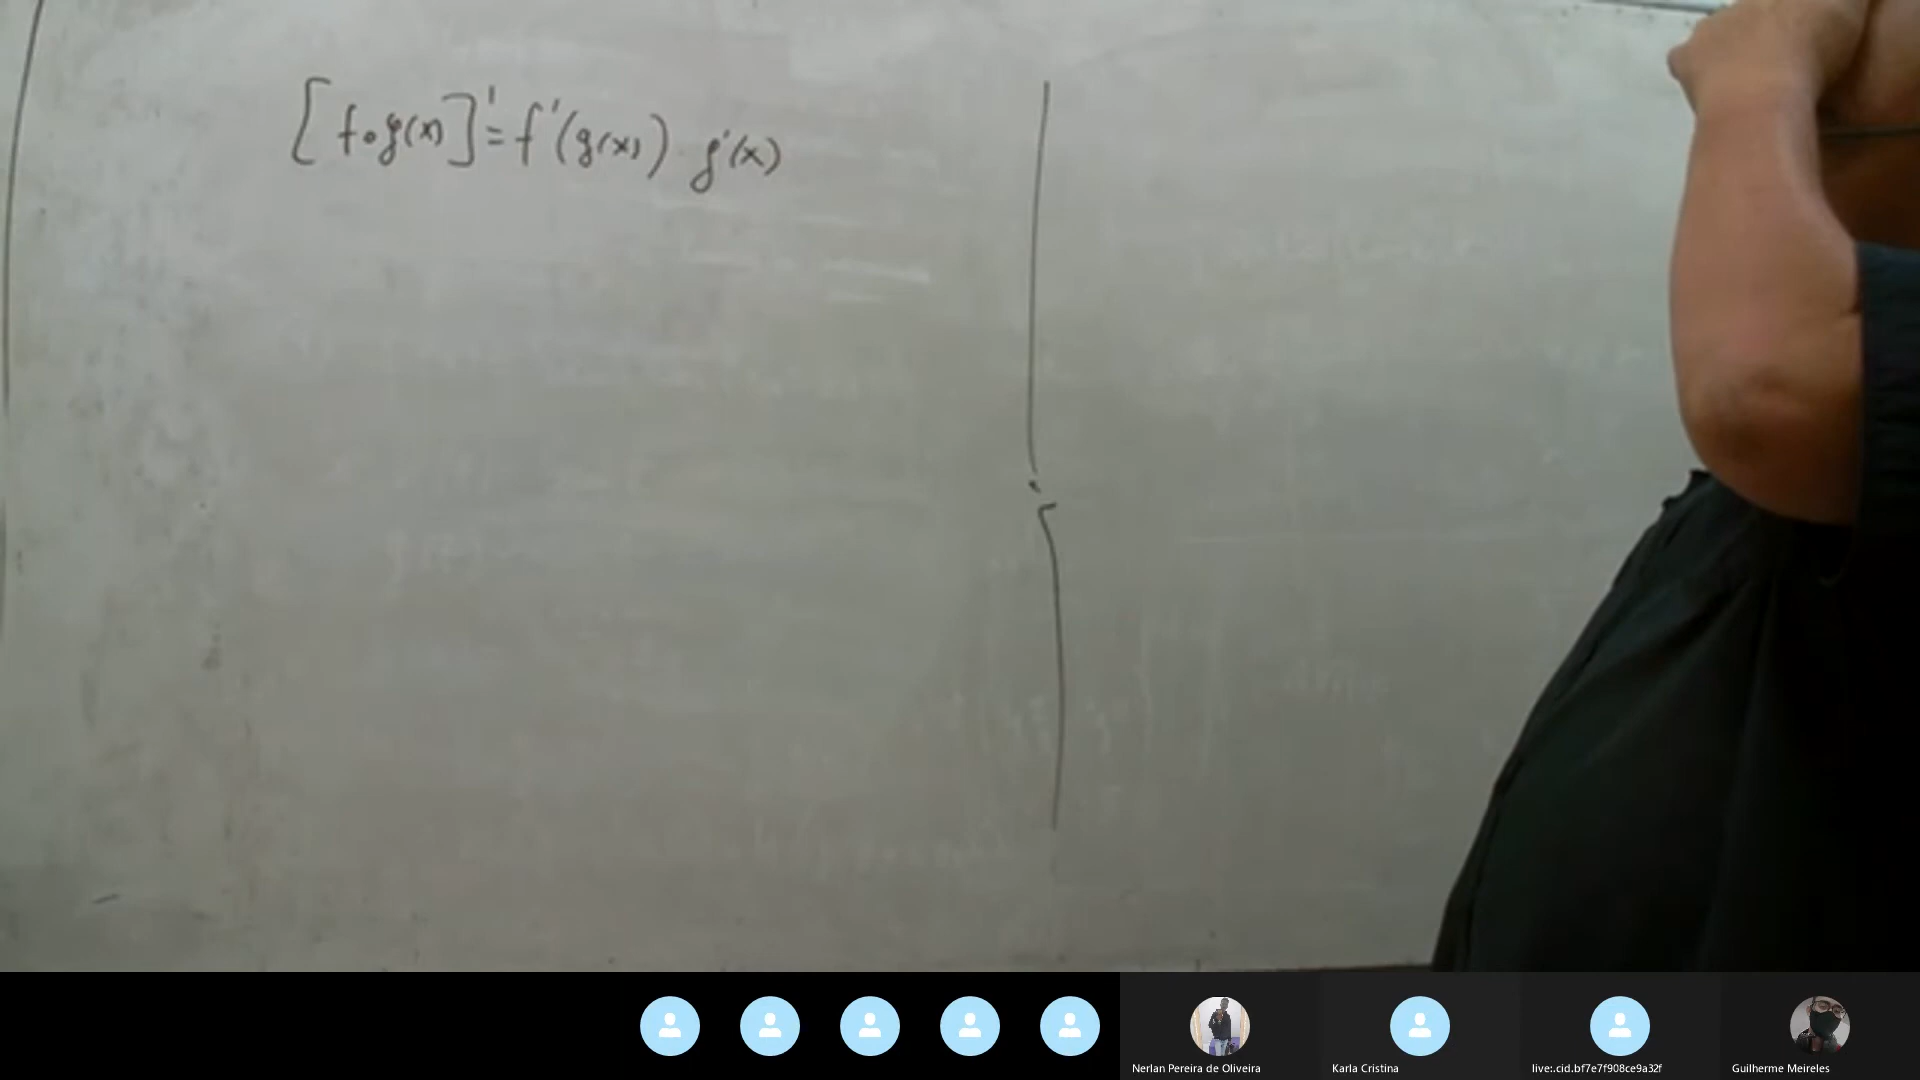 [f∘g(x)]' = f'(g(x)) · g'(x)
Nerlan Pereira de Oliveira
Karla Cristina
live:.cid.bf7e7f908ce9a32f
Guilherme Meireles